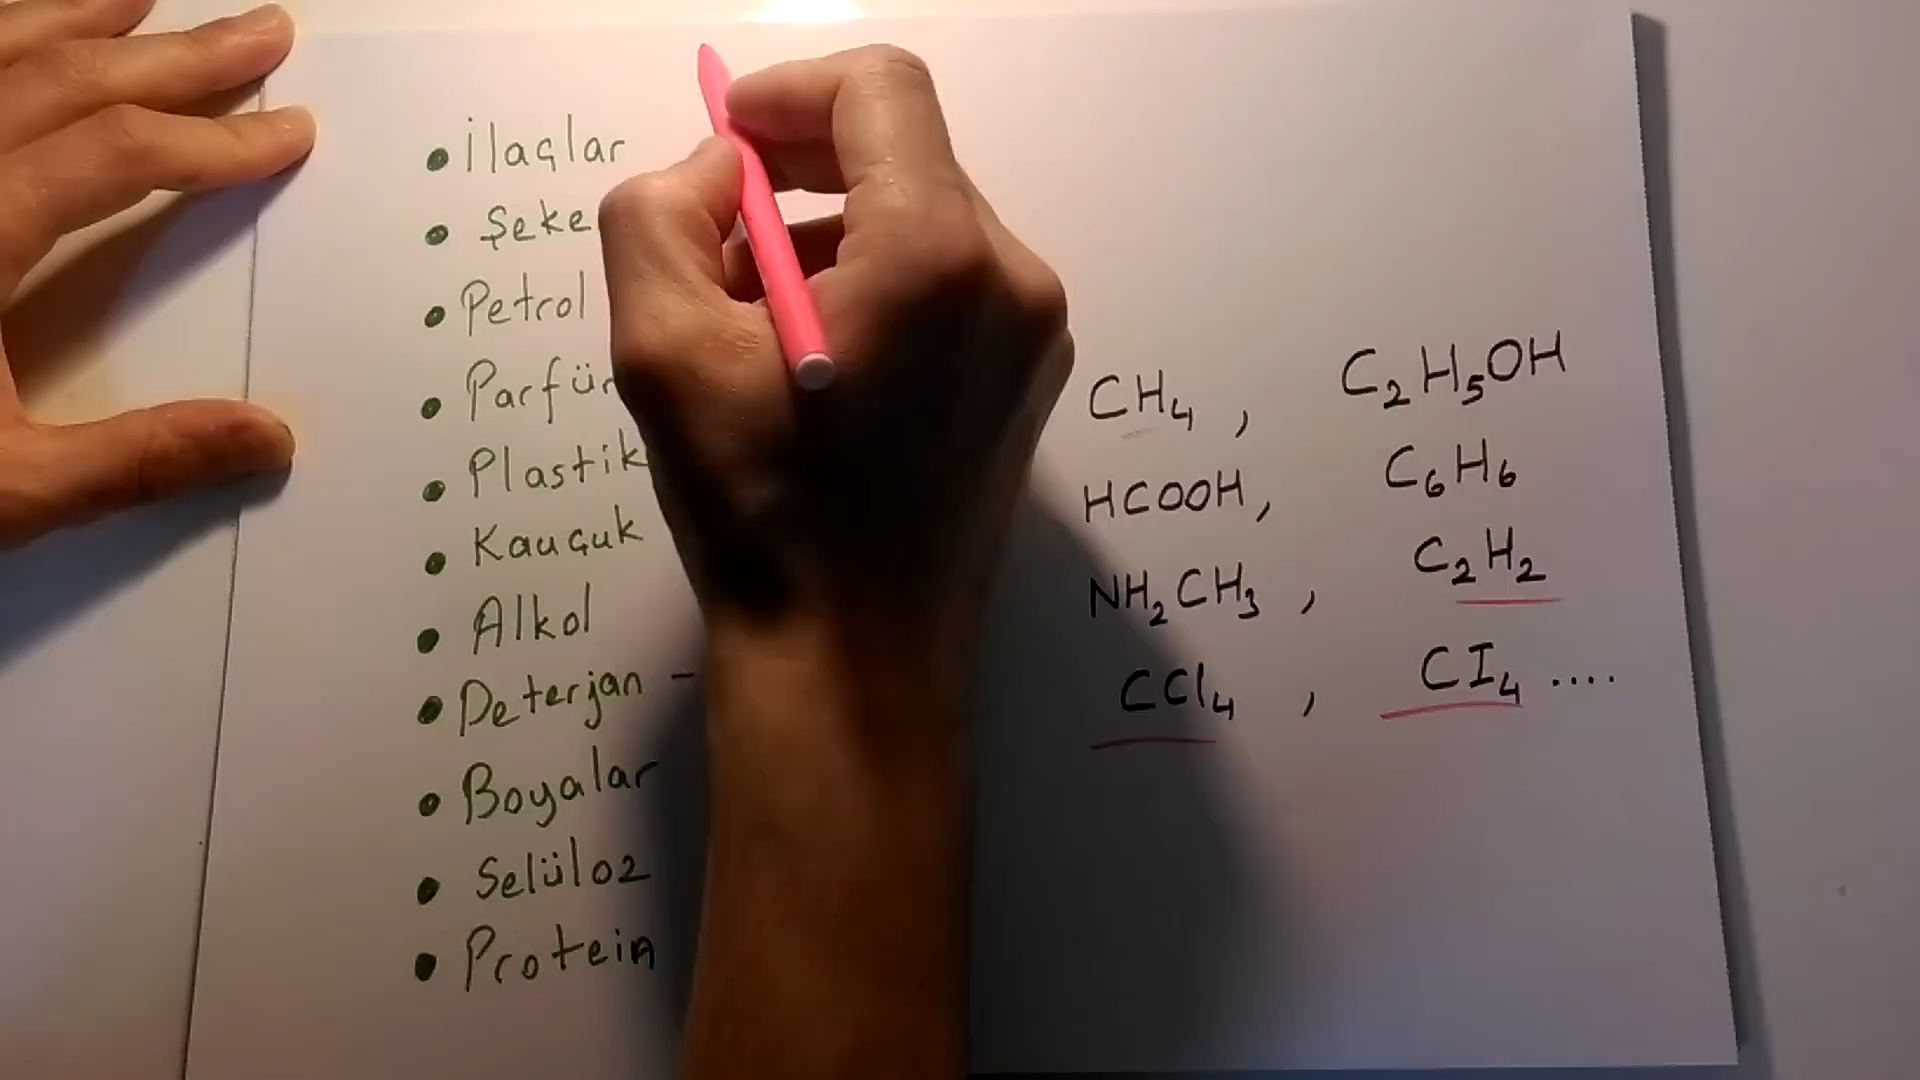 • İlaçlar
• Şeke
• Petrol
• Parfü
• Plastik
• Kauçuk
• Alkol
• Deterjan -
• Boyalar
• Selüloz
• Protein
CH₄ , C₂H₅OH
HCOOH, C₆H₆
NH₂CH₃ , C₂H₂
CCl₄ , CI₄ ....